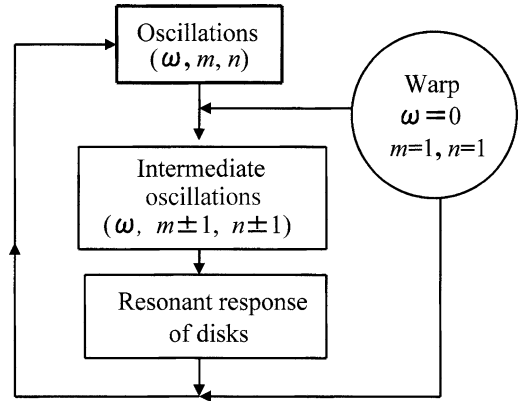 Oscillations
(ω, m, n)
Warp
ω=0
m=1, n=1
Intermediate
oscillations
(ω, m±1, n±1)
Resonant response
of disks